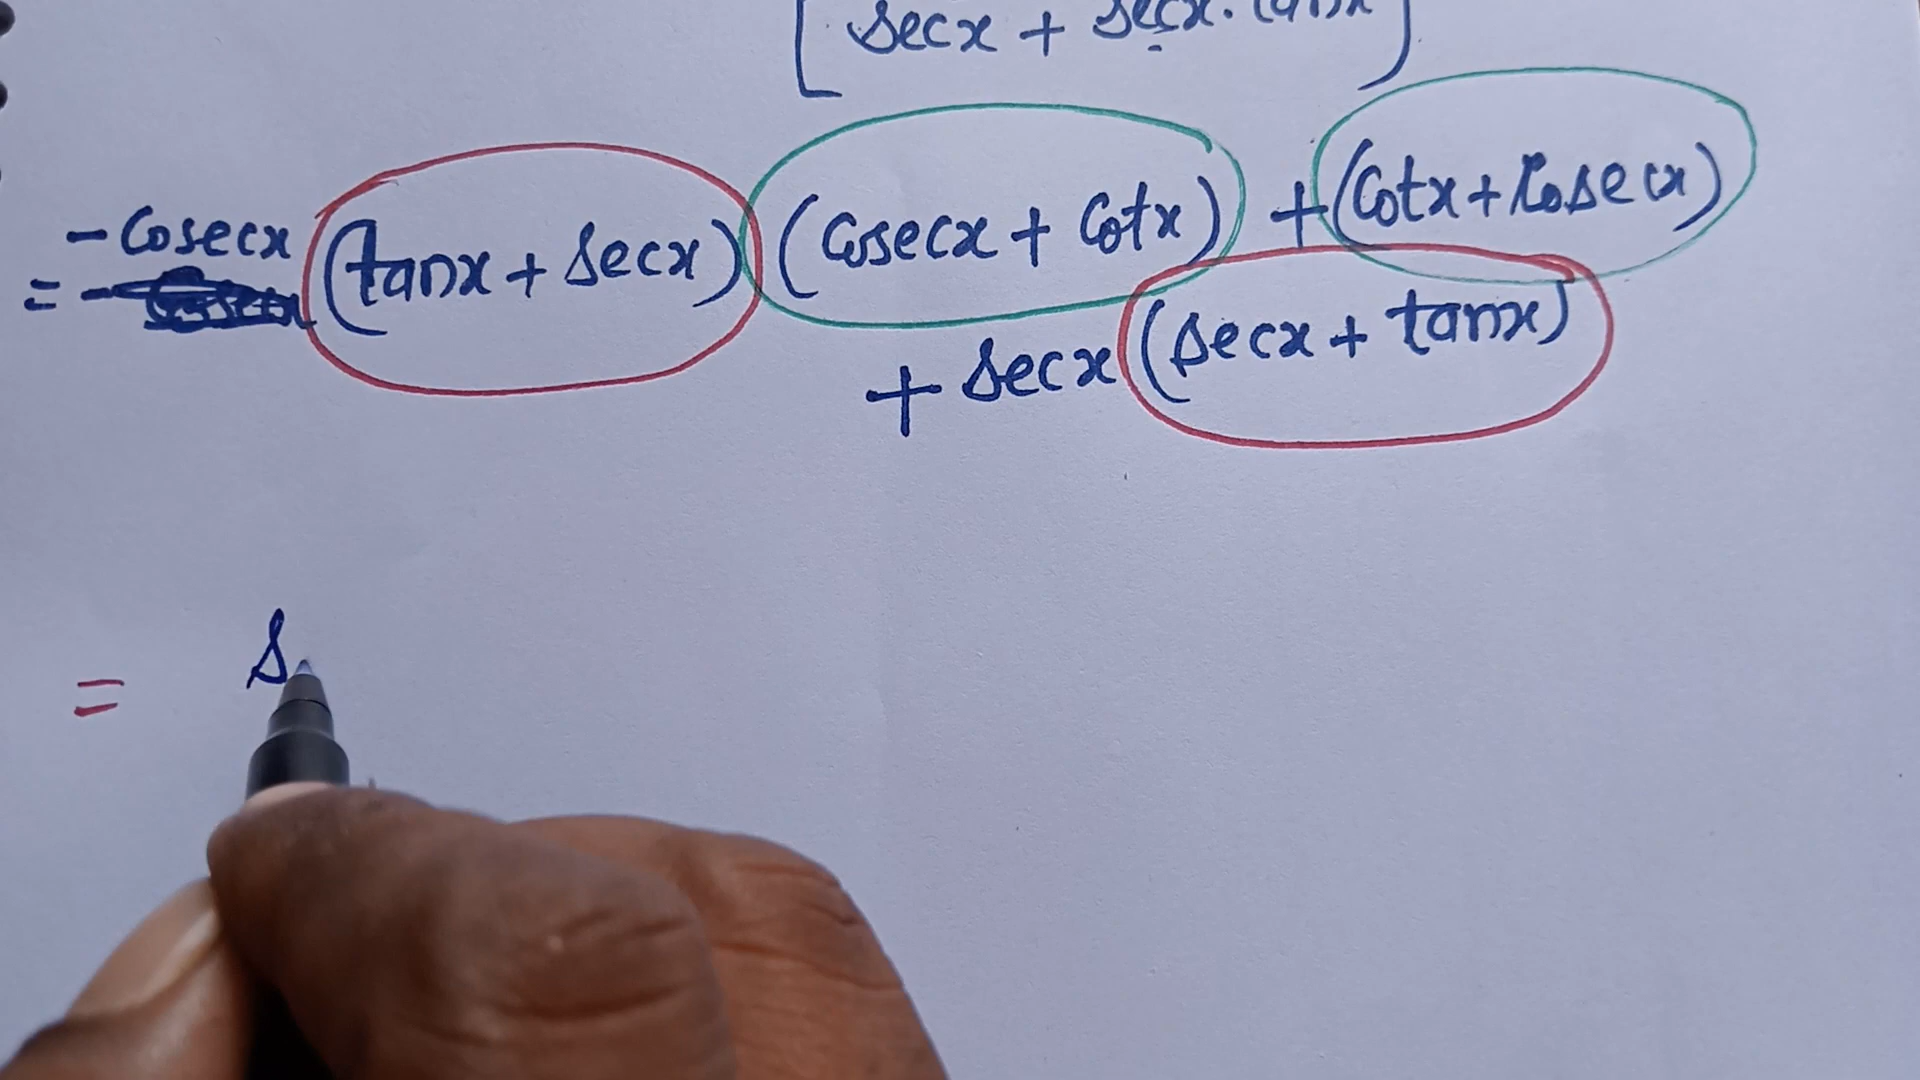 [secx + secx. tanx]
= -Cosecx (tanx + secx) (Cosecx + Cotx) + (Cotx + Cosecx)
+ secx (secx + tanx)
= s